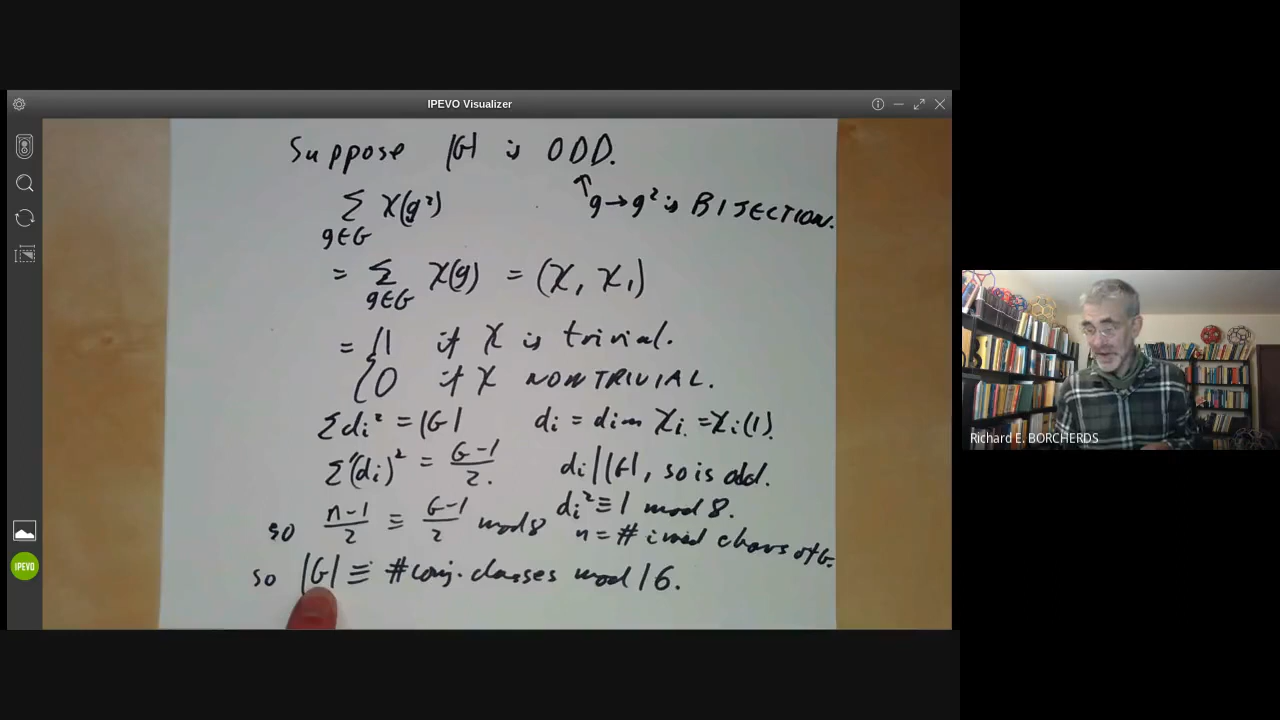 IPEVO Visualizer
Suppose |G| is ODD.
↑ g→g² is BIJECTION.
∑ χ(g²)
g∈G
= ∑ χ(g) = (χ, χ₁)
g∈G
= { 1 if χ is trivial.
0 if χ NONTRIVIAL.
∑dᵢ² = |G| dᵢ = dim χᵢ = χᵢ(1).
∑'(dᵢ)² = G-1/2. dᵢ | |G|, so is odd.
dᵢ² ≡ 1 mod 8.
so n-1/2 ≡ G-1/2 mod 8 n = # irred chars of G.
so |G| ≡ # conj. classes mod 16.
IPEVO
Richard E. BORCHERDS